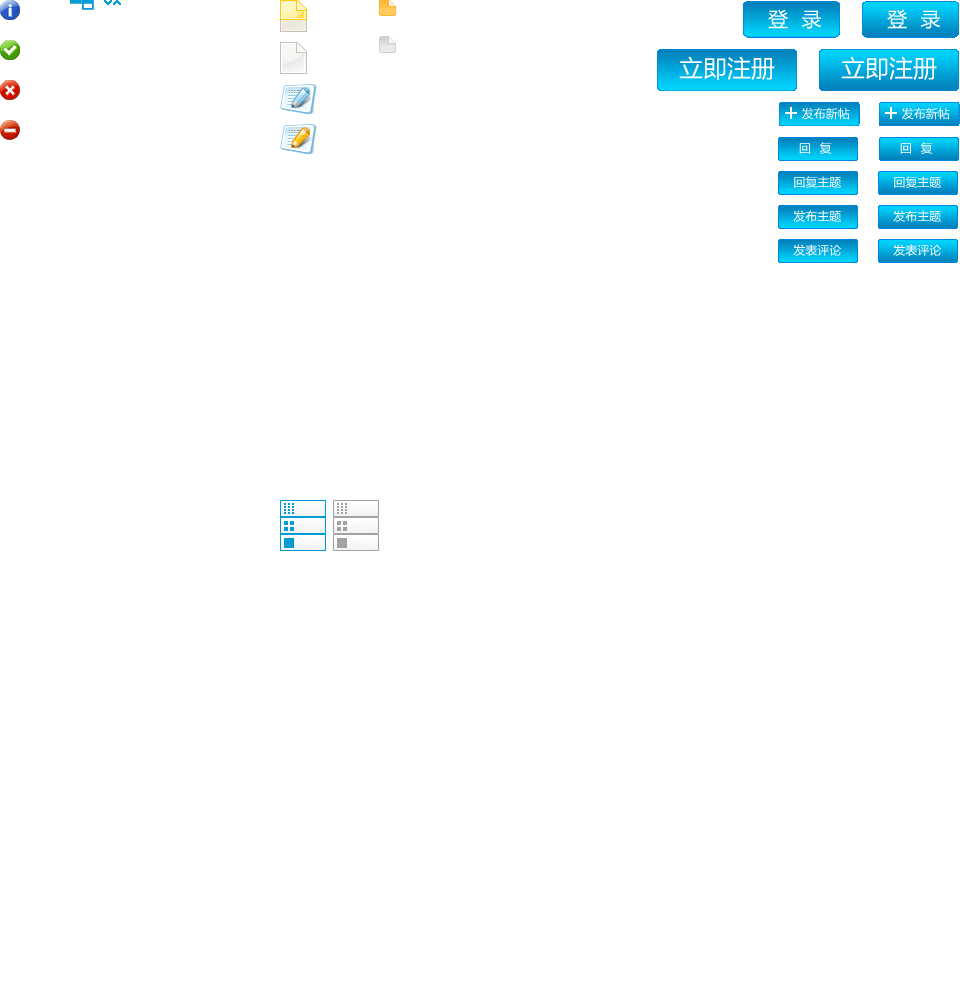 登 录 登 录
立即注册 立即注册
发布新帖 发布新帖
回 复 回 复
回复主题 回复主题
发布主题 发布主题
发表评论 发表评论